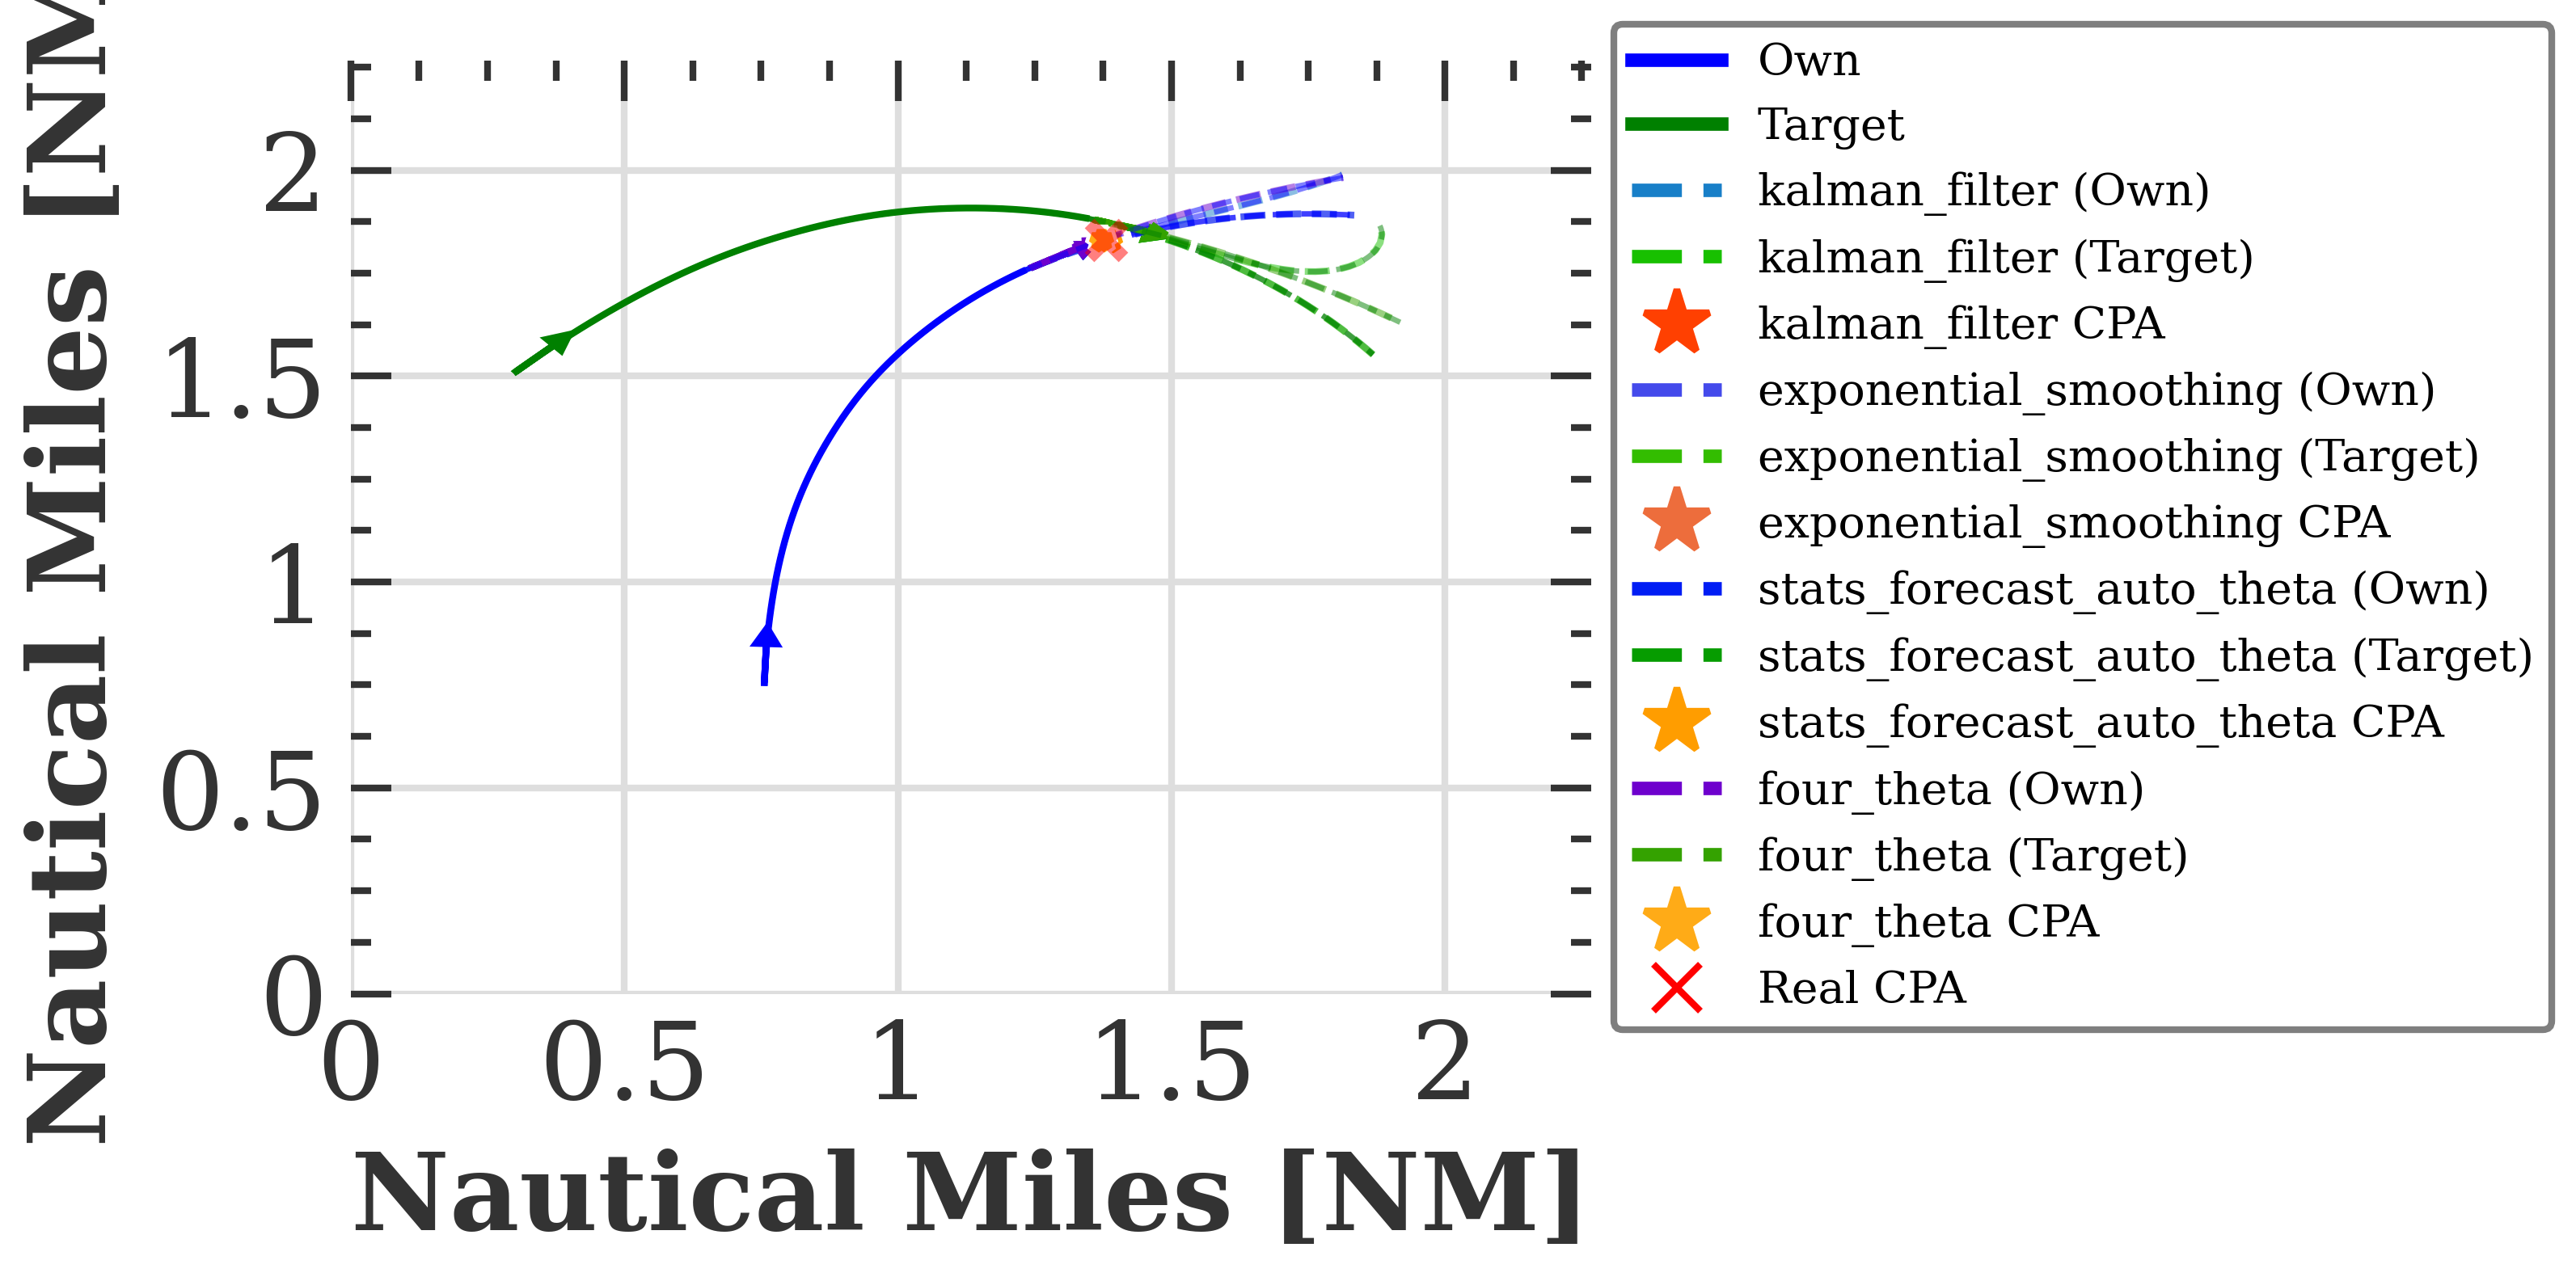 Nautical Miles [NM
2
1.5
1
0.5
0
0 0.5 1 1.5 2
Nautical Miles [NM]
Own
Target
kalman_filter (Own)
kalman_filter (Target)
kalman_filter CPA
exponential_smoothing (Own)
exponential_smoothing (Target)
exponential_smoothing CPA
stats_forecast_auto_theta (Own)
stats_forecast_auto_theta (Target)
stats_forecast_auto_theta CPA
four_theta (Own)
four_theta (Target)
four_theta CPA
Real CPA